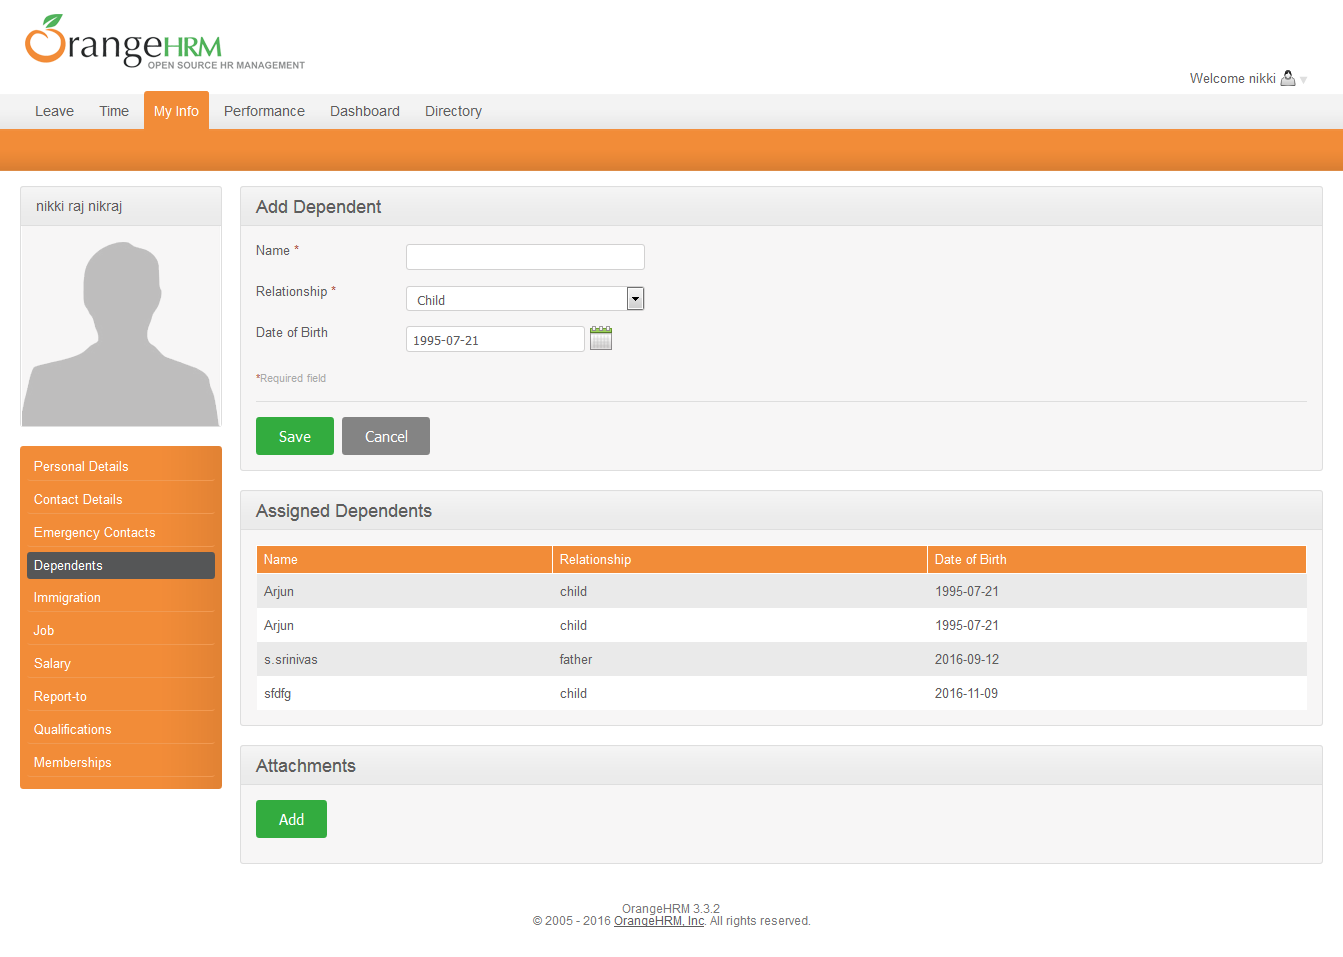 OrangeHRM
OPEN SOURCE HR MANAGEMENT
Welcome nikki
Leave Time My Info Performance Dashboard Directory
nikki raj nikraj
Personal Details
Contact Details
Emergency Contacts
Dependents
Immigration
Job
Salary
Report-to
Qualifications
Memberships
Add Dependent
Name *
Relationship * Child
Date of Birth 1995-07-21
*Required field
Save Cancel
Assigned Dependents
Name Relationship Date of Birth
Arjun child 1995-07-21
Arjun child 1995-07-21
s.srinivas father 2016-09-12
sfdfg child 2016-11-09
Attachments
Add
OrangeHRM 3.3.2
© 2005 - 2016 OrangeHRM, Inc. All rights reserved.